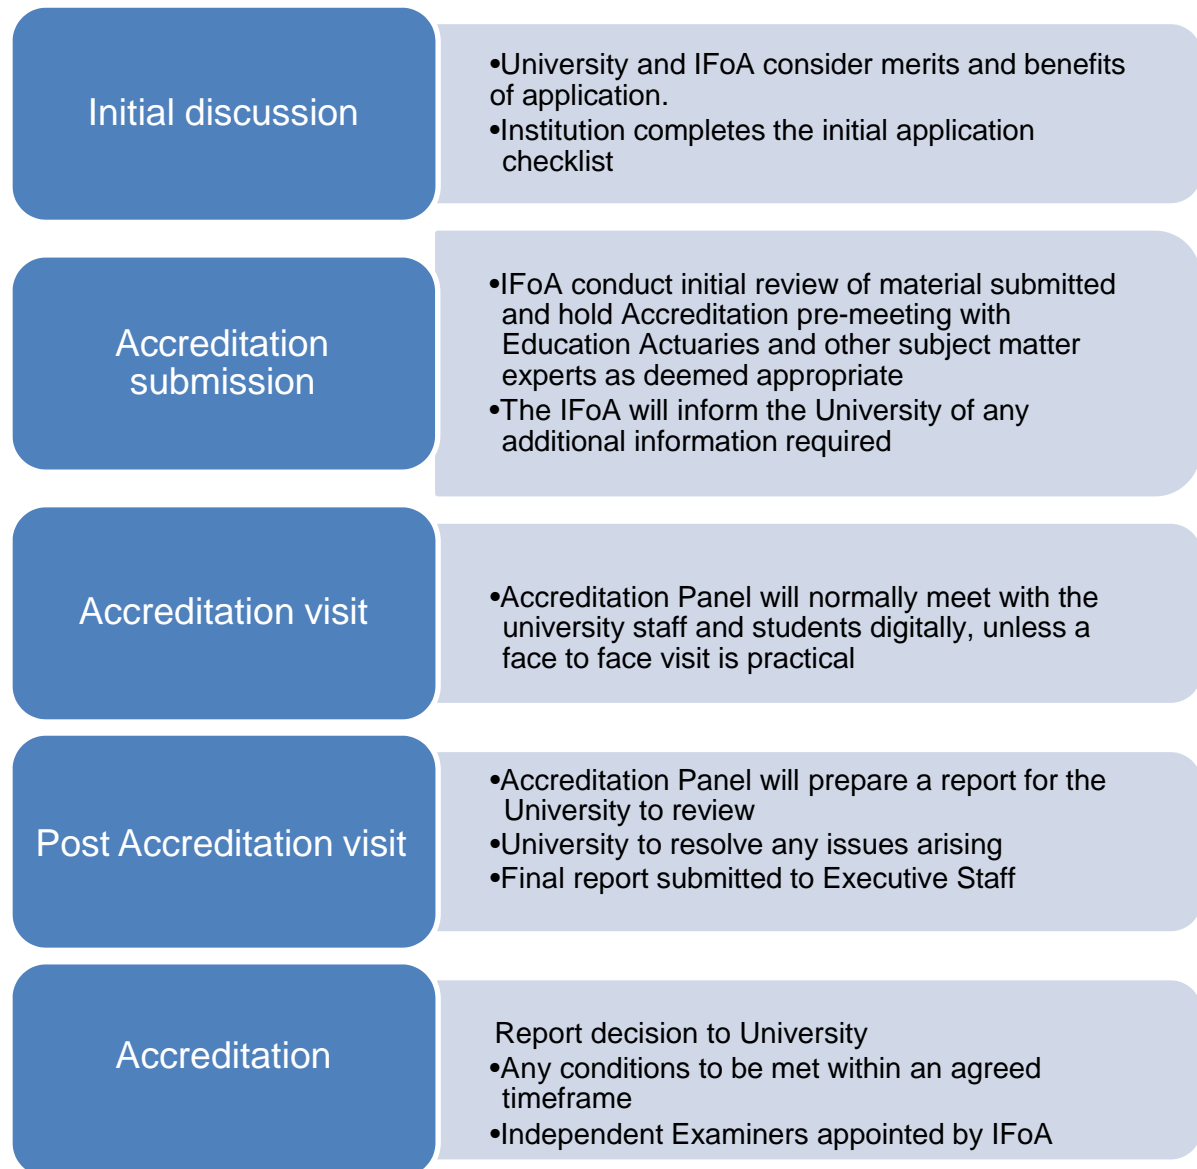 Initial discussion
•University and IFoA consider merits and benefits
of application.
•Institution completes the initial application
checklist
Accreditation
submission
•IFoA conduct initial review of material submitted
and hold Accreditation pre-meeting with
Education Actuaries and other subject matter
experts as deemed appropriate
•The IFoA will inform the University of any
additional information required
Accreditation visit
•Accreditation Panel will normally meet with the
university staff and students digitally, unless a
face to face visit is practical
Post Accreditation visit
•Accreditation Panel will prepare a report for the
University to review
•University to resolve any issues arising
•Final report submitted to Executive Staff
Accreditation
Report decision to University
•Any conditions to be met within an agreed
timeframe
•Independent Examiners appointed by IFoA